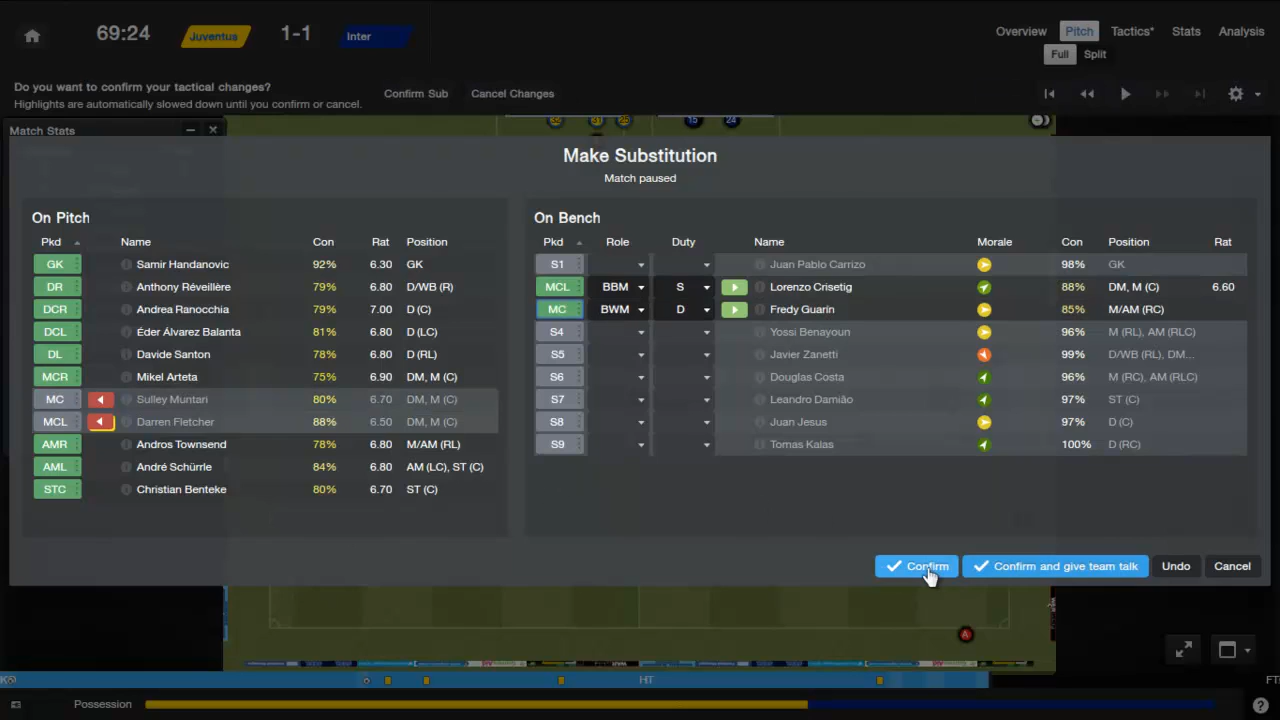 69:24 Juventus 1-1 Inter Overview Pitch Tactics* Stats Analysis
Full Split
Do you want to confirm your tactical changes?
Highlights are automatically slowed down until you confirm or cancel.
Confirm Sub Cancel Changes
Match Stats
32 31 25 15 24
Make Substitution
Match paused
On Pitch
Pkd Name Con Rat Position
GK Samir Handanovic 92% 6.30 GK
DR Anthony Réveillère 79% 6.80 D/WB (R)
DCR Andrea Ranocchia 79% 7.00 D (C)
DCL Éder Álvarez Balanta 81% 6.80 D (LC)
DL Davide Santon 78% 6.80 D (RL)
MCR Mikel Arteta 75% 6.90 DM, M (C)
MC Sulley Muntari 80% 6.70 DM, M (C)
MCL Darren Fletcher 88% 6.50 DM, M (C)
AMR Andros Townsend 78% 6.80 M/AM (RL)
AML André Schürrle 84% 6.80 AM (LC), ST (C)
STC Christian Benteke 80% 6.70 ST (C)
On Bench
Pkd Role Duty Name Morale Con Position Rat
S1 Juan Pablo Carrizo 98% GK
MCL BBM S Lorenzo Crisetig 88% DM, M (C) 6.60
MC BWM D Fredy Guarín 85% M/AM (RC)
S4 Yossi Benayoun 96% M (RL), AM (RLC)
S5 Javier Zanetti 99% D/WB (RL), DM...
S6 Douglas Costa 96% M (RC), AM (RLC)
S7 Leandro Damião 97% ST (C)
S8 Juan Jesus 97% D (C)
S9 Tomas Kalas 100% D (RC)
Confirm Confirm and give team talk Undo Cancel
A
HT FT
Possession